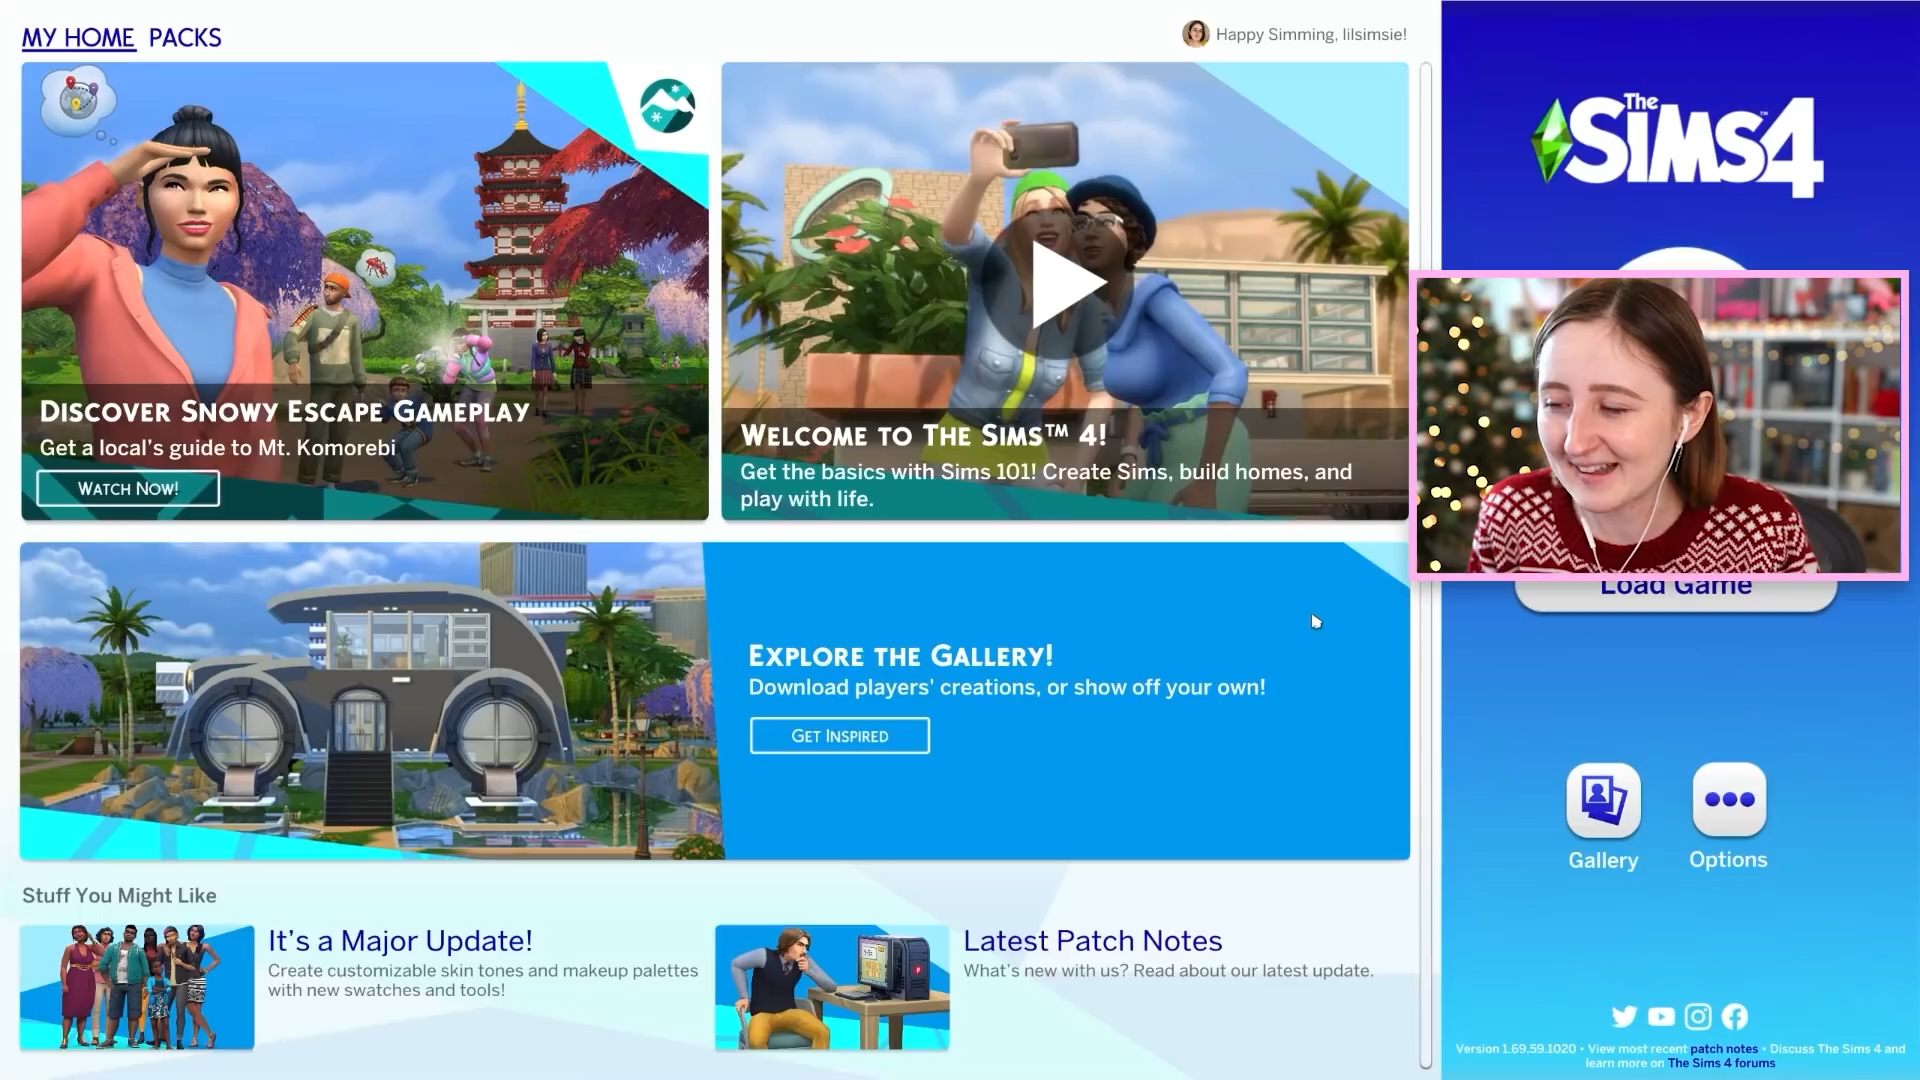 MY HOME PACKS
Happy Simming, lilsimsie!
DISCOVER SNOWY ESCAPE GAMEPLAY
Get a local's guide to Mt. Komorebi
WATCH NOW!
WELCOME TO THE SIMS™ 4!
Get the basics with Sims 101! Create Sims, build homes, and
play with life.
EXPLORE THE GALLERY!
Download players' creations, or show off your own!
GET INSPIRED
Stuff You Might Like
It's a Major Update!
Create customizable skin tones and makeup palettes
with new swatches and tools!
Latest Patch Notes
What's new with us? Read about our latest update.
The
SIMS 4
Load Game
Gallery
Options
Version 1.69.59.1020 • View most recent patch notes • Discuss The Sims 4 and
learn more on The Sims 4 forums